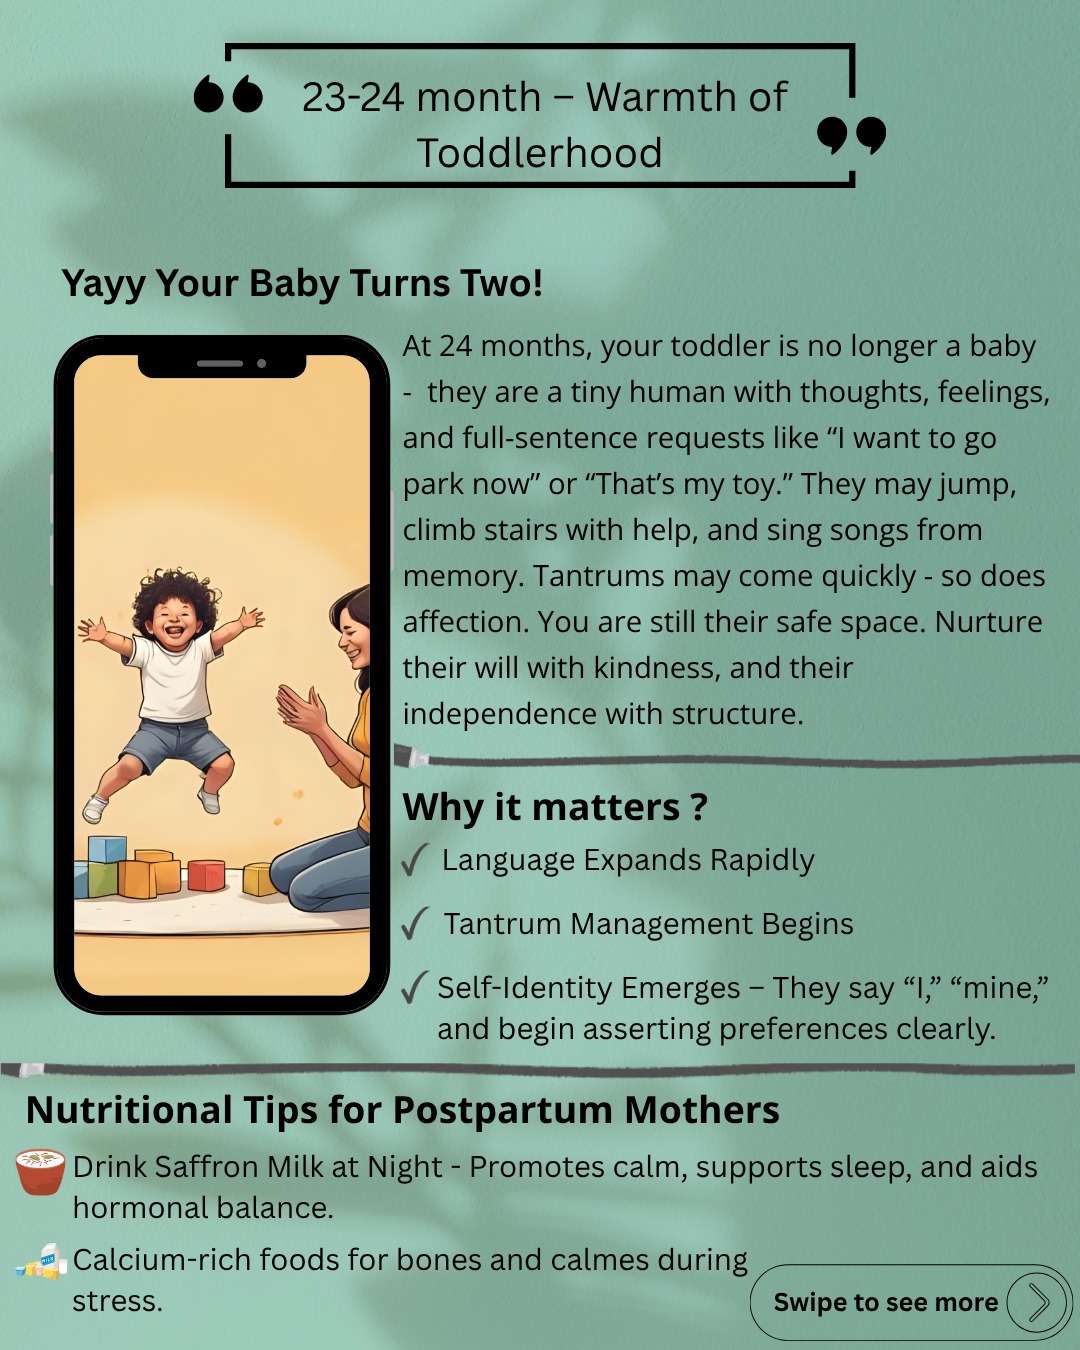 23-24 month – Warmth of
Toddlerhood
Yayy Your Baby Turns Two!
At 24 months, your toddler is no longer a baby
- they are a tiny human with thoughts, feelings,
and full-sentence requests like “I want to go
park now” or “That’s my toy.” They may jump,
climb stairs with help, and sing songs from
memory. Tantrums may come quickly - so does
affection. You are still their safe space. Nurture
their will with kindness, and their
independence with structure.
Why it matters ?
Language Expands Rapidly
Tantrum Management Begins
Self-Identity Emerges – They say “I,” “mine,”
and begin asserting preferences clearly.
Nutritional Tips for Postpartum Mothers
Drink Saffron Milk at Night - Promotes calm, supports sleep, and aids
hormonal balance.
MILK
Calcium-rich foods for bones and calmes during
stress.
Swipe to see more